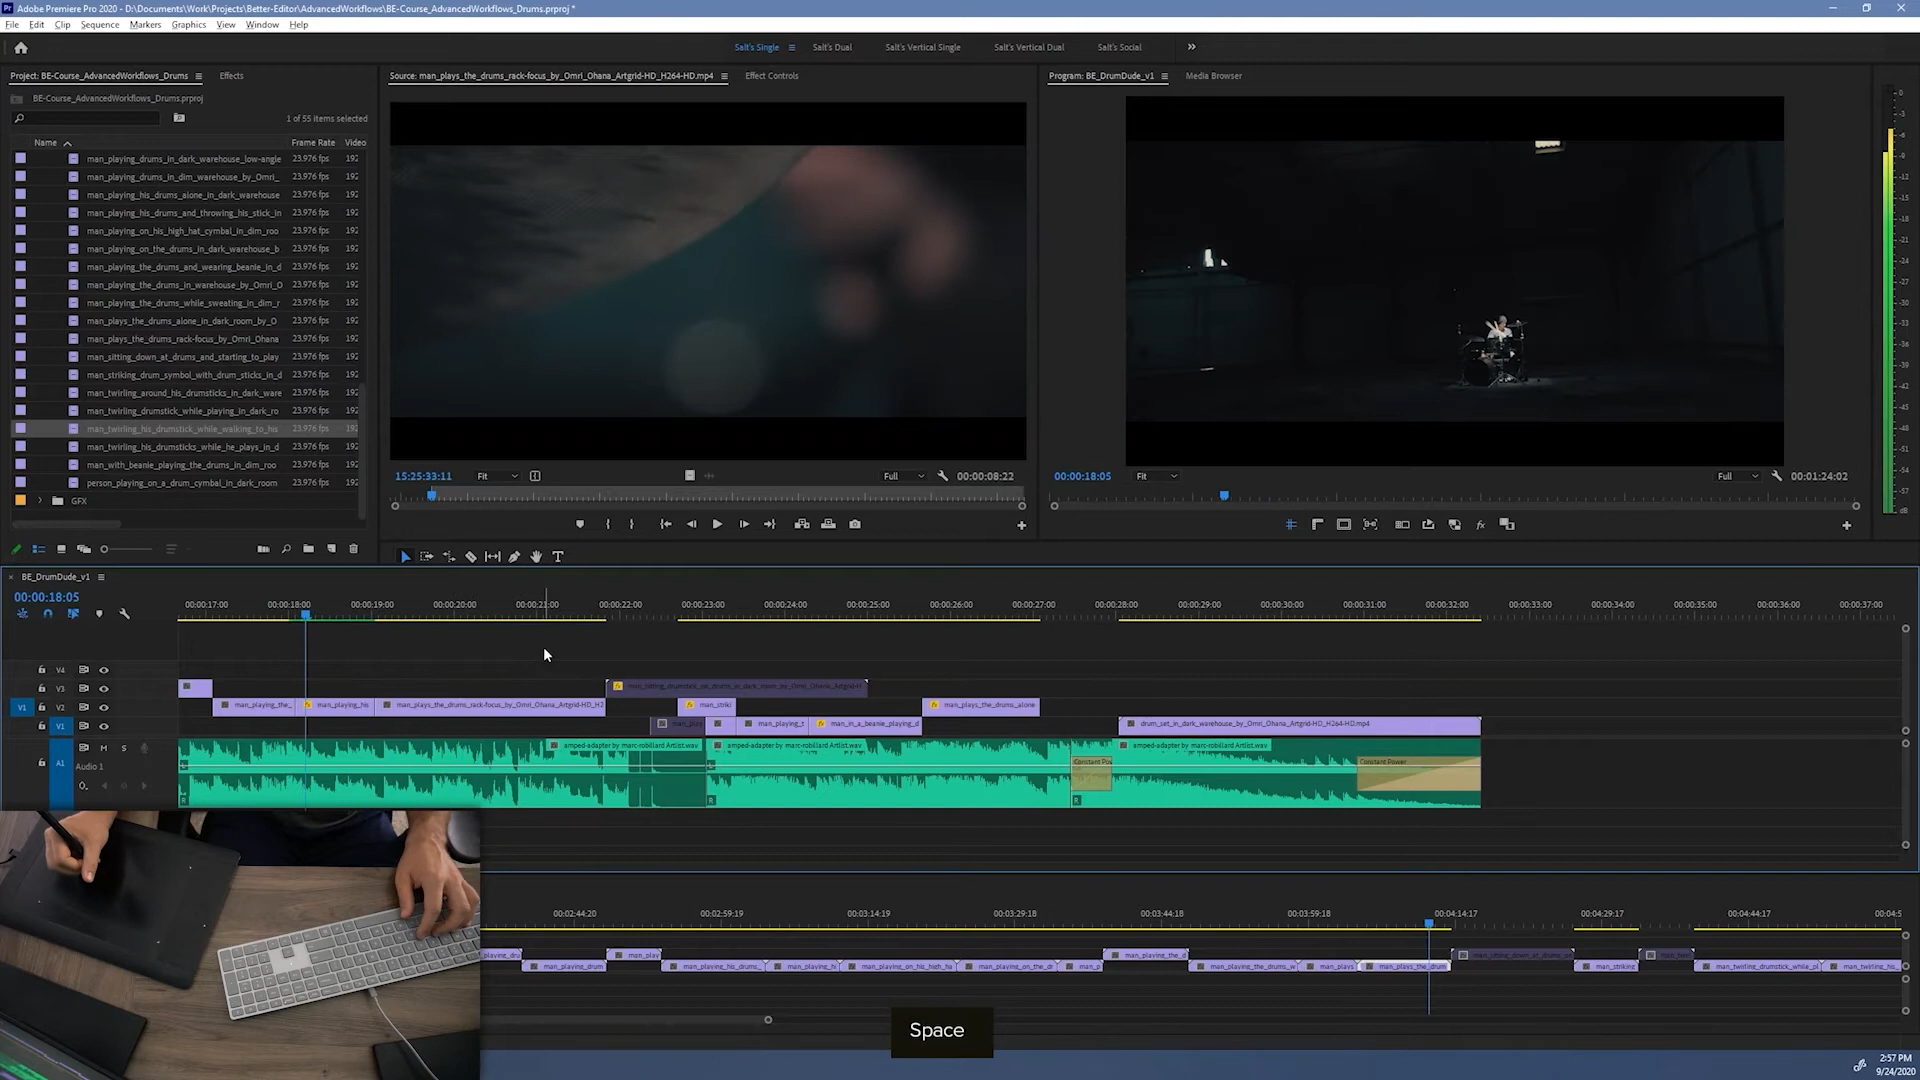 Adobe Premiere Pro 2020 - D:\Documents\Work\Projects\Better-Editor\AdvancedWorkflows\BE-Course_AdvancedWorkflows_Drums.prproj *
File Edit Clip Sequence Markers Graphics View Window Help
Salt's Single Salt's Dual Salt's Vertical Single Salt's Vertical Dual Salt's Social
Project: BE-Course_AdvancedWorkflows_Drums Effects
Source: man_plays_the_drums_rack-focus_by_Omri_Ohana_Artgrid-HD_H264-HD.mp4 Effect Controls
Program: BE_DrumDude_v1 Media Browser
BE-Course_AdvancedWorkflows_Drums.prproj
1 of 55 items selected
Name Frame Rate Video
man_playing_drums_in_dark_warehouse_low-angle 23.976 fps 192
man_playing_drums_in_dim_warehouse_by_Omri_ 23.976 fps 192
man_playing_his_drums_alone_in_dark_warehouse 23.976 fps 192
man_playing_his_drums_and_throwing_his_stick_in 23.976 fps 192
man_playing_on_his_high_hat_cymbal_in_dim_roo 23.976 fps 192
man_playing_on_the_drums_in_dark_warehouse_b 23.976 fps 192
man_playing_the_drums_and_wearing_beanie_in_d 23.976 fps 192
man_playing_the_drums_in_warehouse_by_Omri_O 23.976 fps 192
man_playing_the_drums_while_sweating_in_dim_r 23.976 fps 192
man_plays_the_drums_alone_in_dark_room_by_O 23.976 fps 192
man_plays_the_drums_rack-focus_by_Omri_Ohana 23.976 fps 192
man_sitting_down_at_drums_and_starting_to_play 23.976 fps 192
man_striking_drum_symbol_with_drum_sticks_in_d 23.976 fps 192
man_twirling_around_his_drumsticks_in_dark_ware 23.976 fps 192
man_twirling_drumstick_while_playing_in_dark_ro 23.976 fps 192
man_twirling_his_drumstick_while_walking_to_his 23.976 fps 192
man_twirling_his_drumsticks_while_he_plays_in_d 23.976 fps 192
man_with_beanie_playing_the_drums_in_dim_roo 23.976 fps 192
person_playing_on_a_drum_cymbal_in_dark_room 23.976 fps 192
GFX
15:25:33:11 Fit Full 00:00:08:22
00:00:18:05 Fit Full 00:01:24:02
BE_DrumDude_v1
00:00:18:05
00:00:17:00 00:00:18:00 00:00:19:00 00:00:20:00 00:00:21:00 00:00:22:00 00:00:23:00 00:00:24:00 00:00:25:00 00:00:26:00 00:00:27:00 00:00:28:00 00:00:29:00 00:00:30:00 00:00:31:00 00:00:32:00 00:00:33:00 00:00:34:00 00:00:35:00 00:00:36:00 00:00:37:00
V4
V3
V1 V2 man_playing_the_ man_playing_his man_plays_the_drums_rack-focus_by_Omri_Ohana_Artgrid-HD_H2 man_striki man_plays_the_drums_alone
V1 man_playing_t man_in_a_beanie_playing_d drum_set_in_dark_warehouse_by_Omri_Ohana_Artgrid-HD_H264-HD.mp4
A1 M S amped-adapter by marc-robillard Artlist.wav amped-adapter by marc-robillard Artlist.wav amped-adapter by marc-robillard Artlist.wav
Audio 1 Constant Pow Constant Power
00:02:44:20 00:02:59:19 00:03:14:19 00:03:29:18 00:03:44:18 00:03:59:18 00:04:14:17 00:04:29:17 00:04:44:17 00:04:5
playing_dru man_play man_playing_the_d
man_playing_drum man_playing_his_drums_ man_playing_hi man_playing_on_his_high_ha man_playing_on_the_dr man_p man_playing_the_drums_w man_plays man_plays_the_drum man_striking man_twirling_drumstick_while_pl man_twirling_his_
Space
2:57 PM
9/24/2020